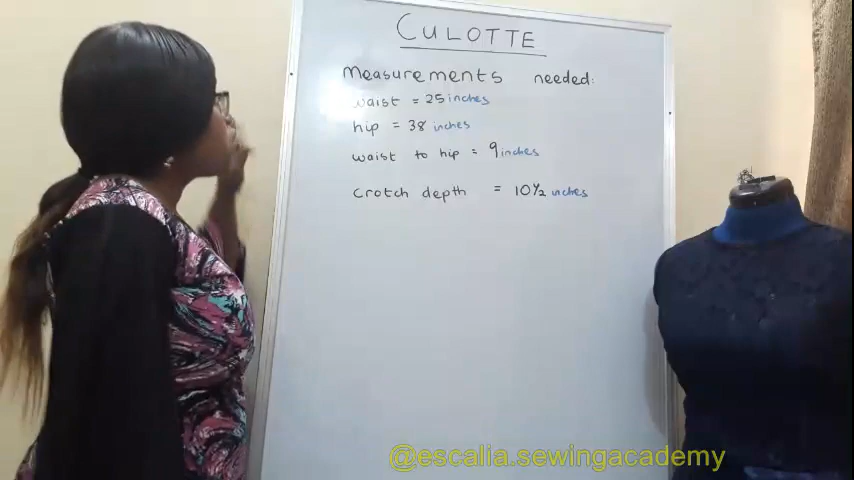 CULOTTE
Measurements needed:
waist = 25 inches
hip = 38 inches
waist to hip = 9 inches
Crotch depth = 10½ inches
@escalia.sewingacademy